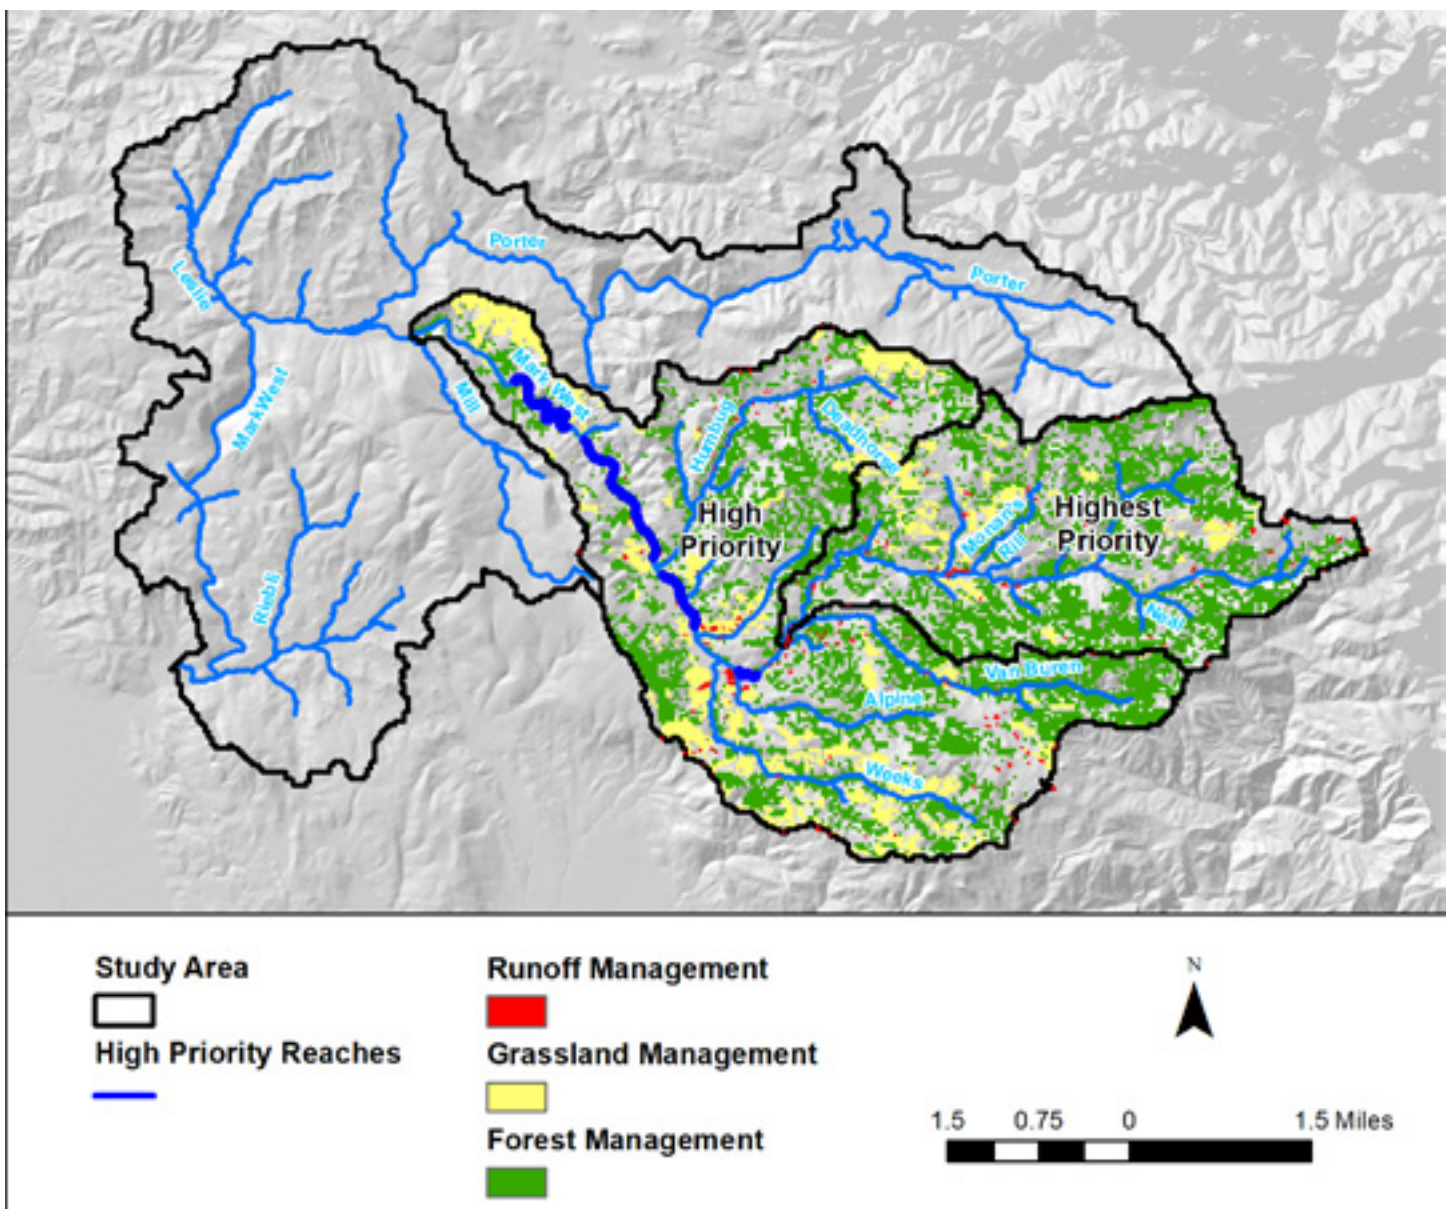 Porter
Porter
Leslie
Mark West
MarkWest
Mill
Humbug
Deadhorse
High
Priority
Highest
Priority
Monan's
Rill
Riebli
Neal
Van Buren
Alpine
Weeks
Study Area
High Priority Reaches
Runoff Management
Grassland Management
Forest Management
N
1.5 0.75 0 1.5 Miles